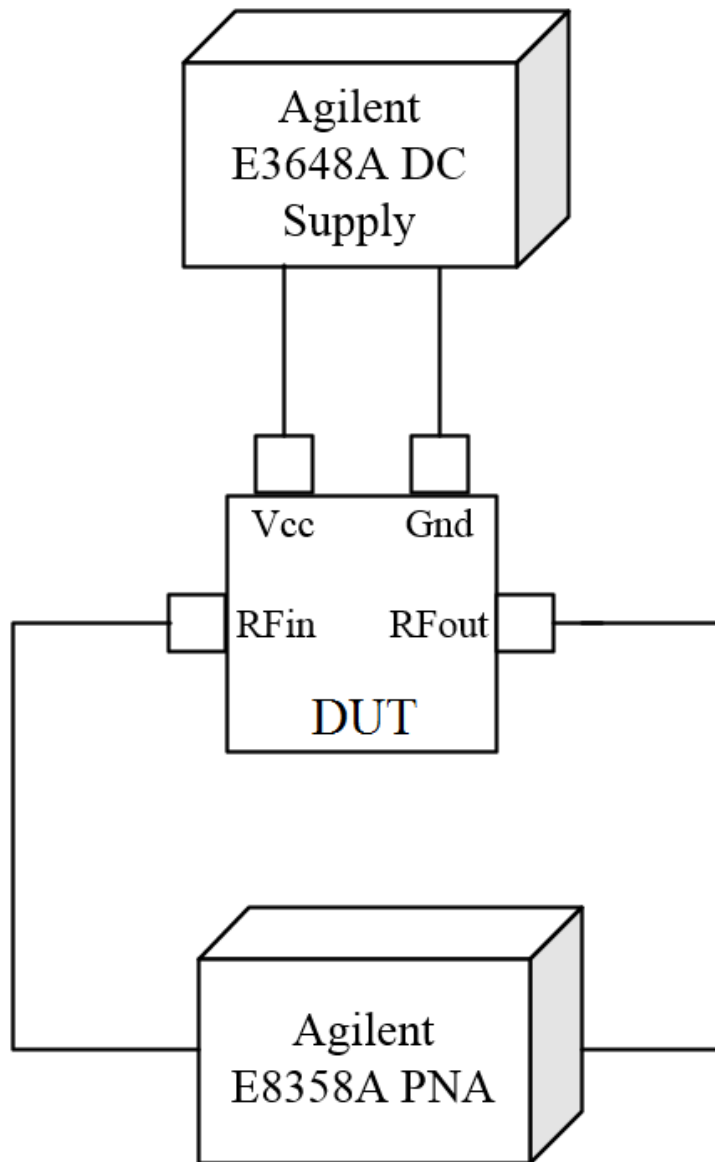 Agilent
E3648A DC
Supply
Vcc
Gnd
RFin
RFout
DUT
Agilent
E8358A PNA